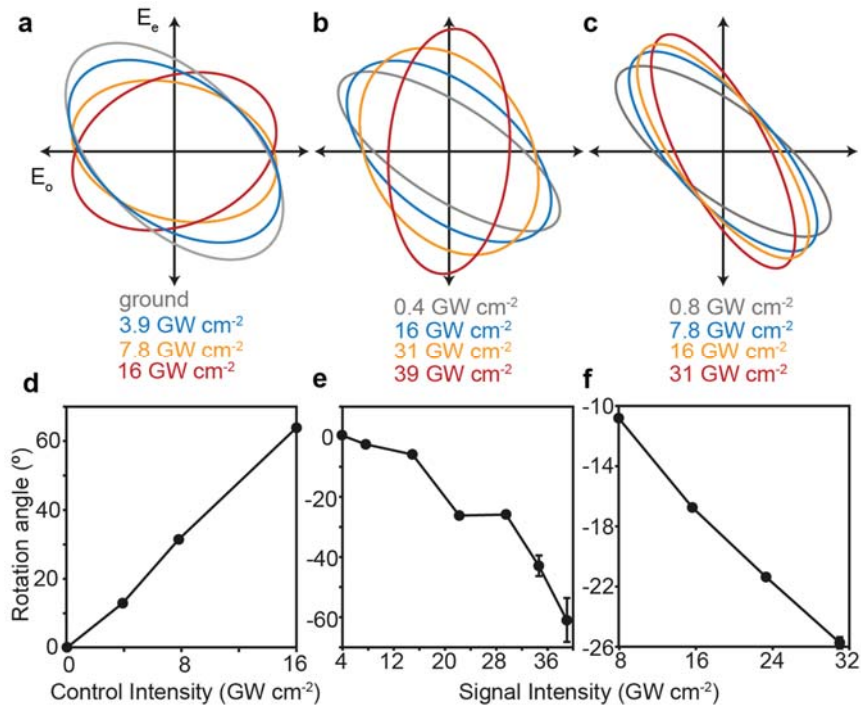 a
b
c
E_e
E_o
ground
3.9 GW cm⁻²
7.8 GW cm⁻²
16 GW cm⁻²
0.4 GW cm⁻²
16 GW cm⁻²
31 GW cm⁻²
39 GW cm⁻²
0.8 GW cm⁻²
7.8 GW cm⁻²
16 GW cm⁻²
31 GW cm⁻²
d
e
f
Rotation angle (º)
60
40
20
0
0
8
16
Control Intensity (GW cm⁻²)
0
-20
-40
-60
4
12
20
28
36
-10
-14
-18
-22
-26
8
16
24
32
Signal Intensity (GW cm⁻²)